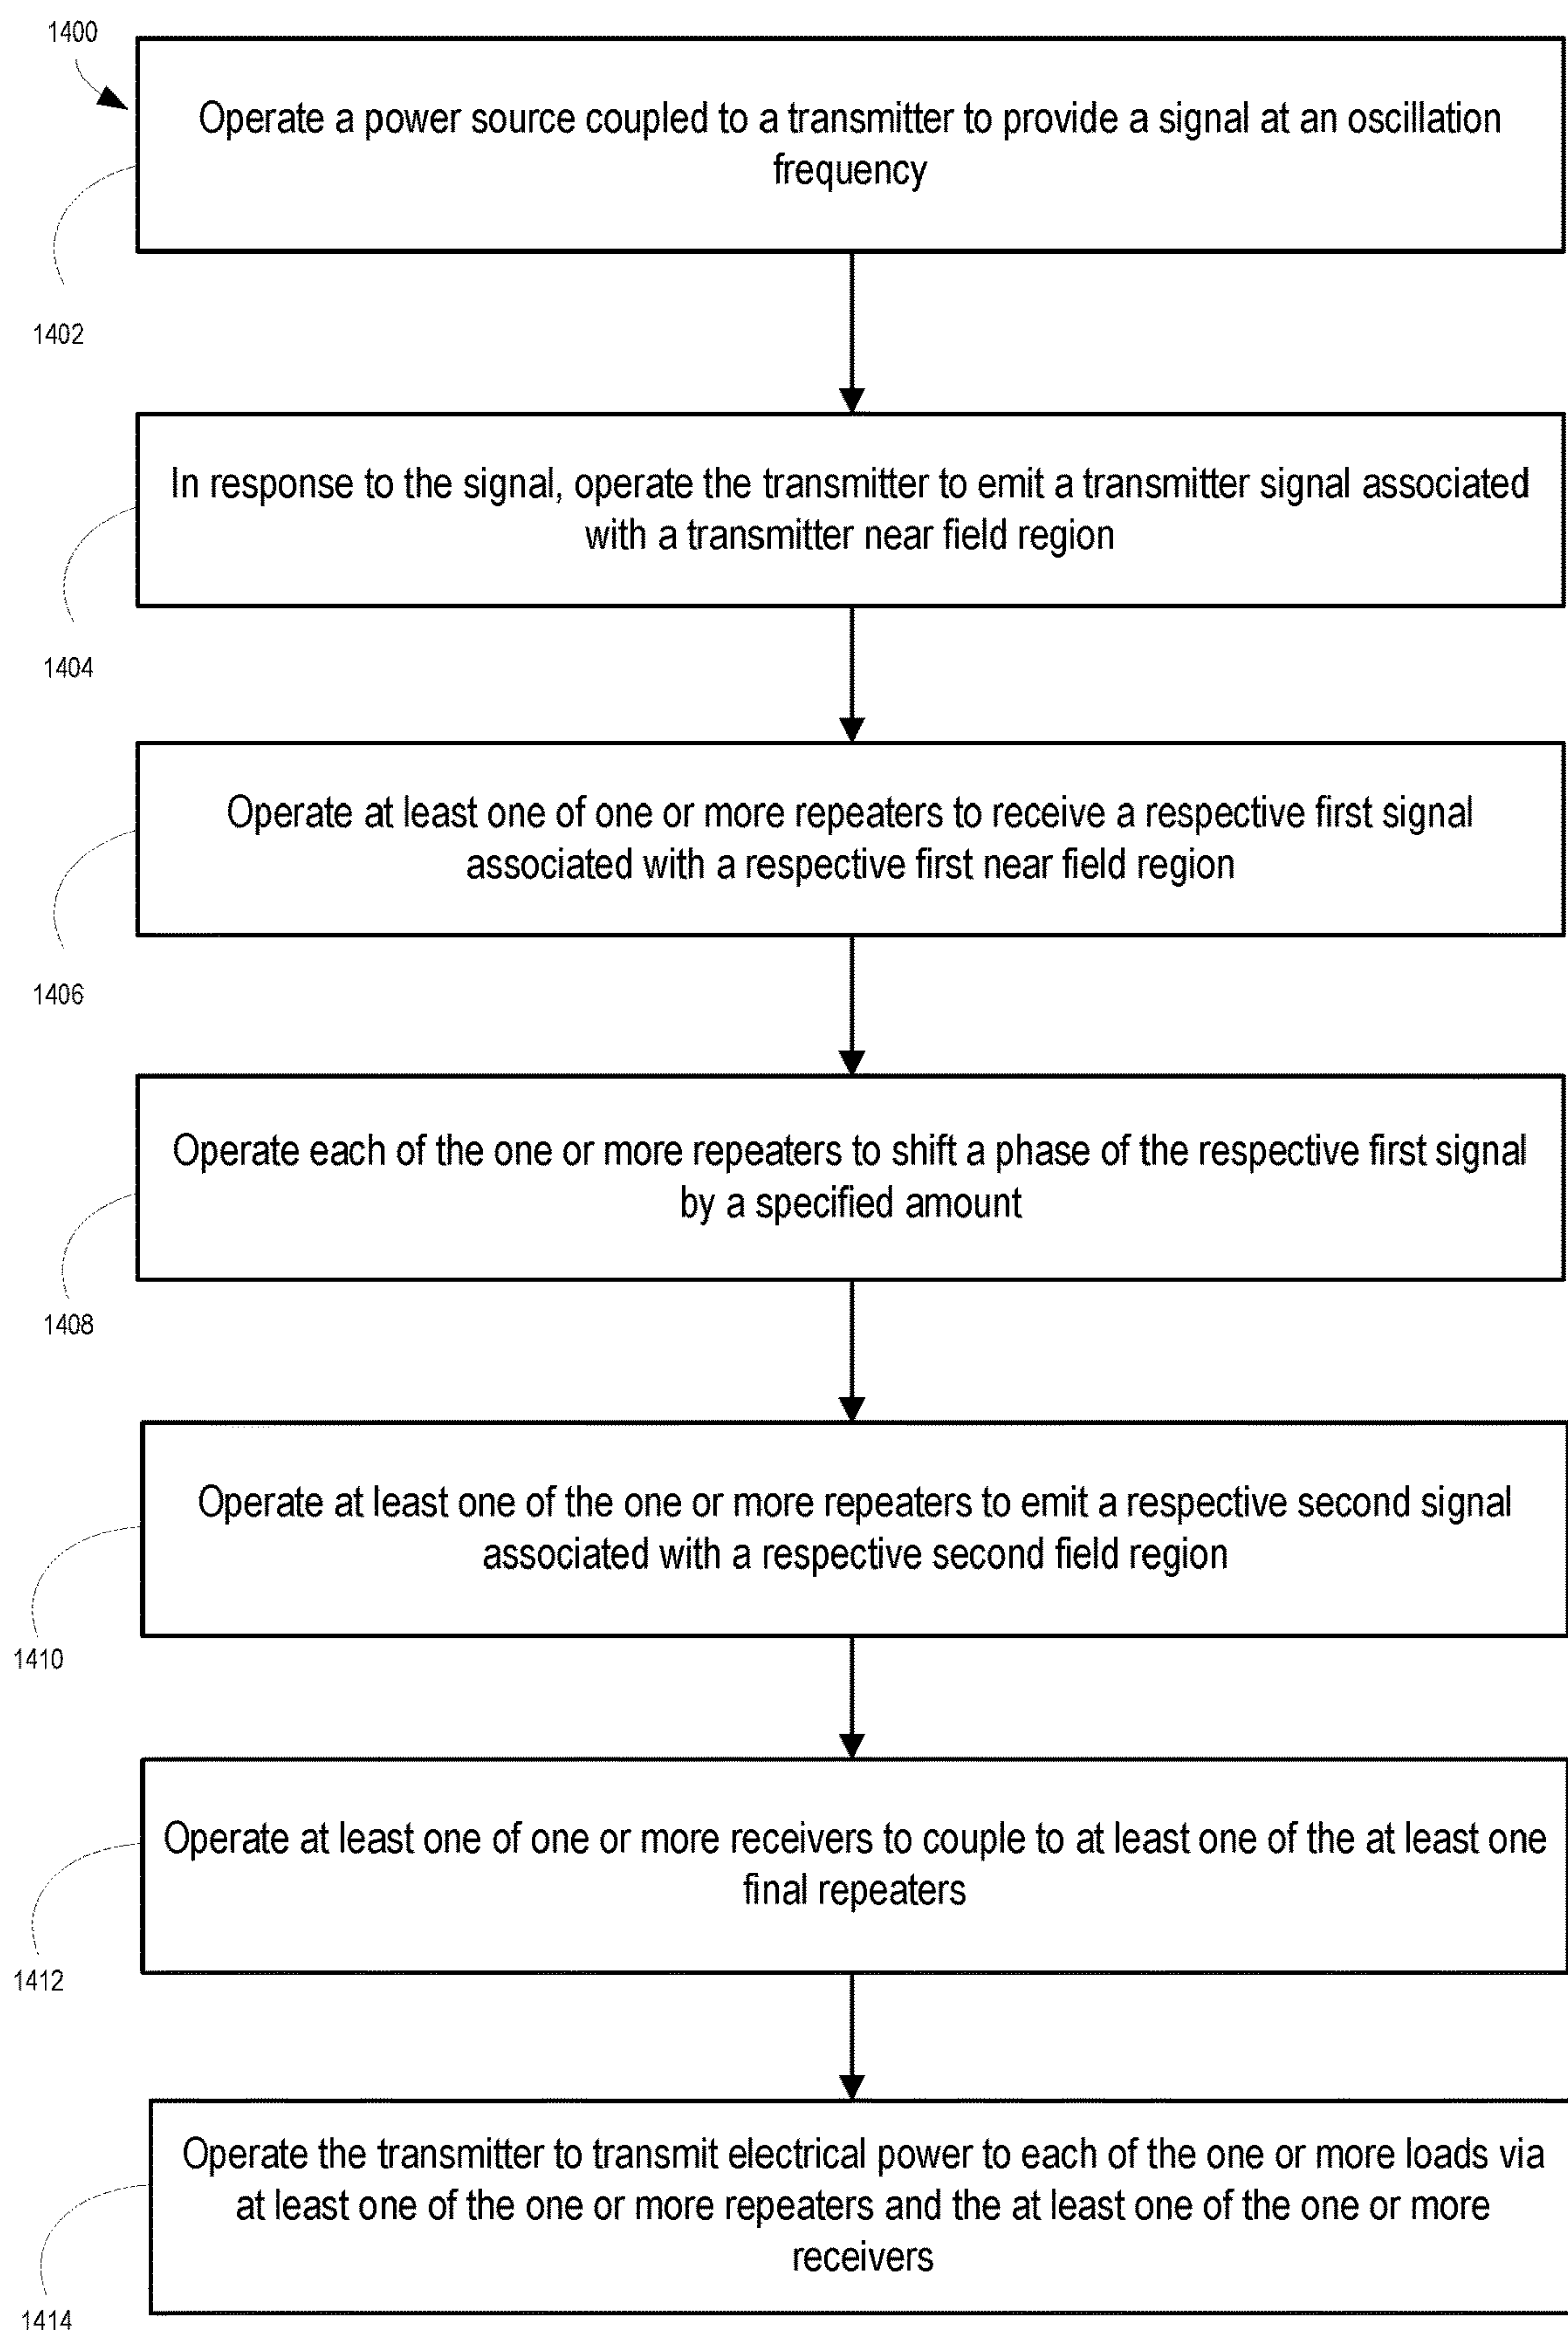 1400
Operate a power source coupled to a transmitter to provide a signal at an oscillation
frequency
1402
In response to the signal, operate the transmitter to emit a transmitter signal associated
with a transmitter near field region
1404
Operate at least one of one or more repeaters to receive a respective first signal
associated with a respective first near field region
1406
Operate each of the one or more repeaters to shift a phase of the respective first signal
by a specified amount
1408
Operate at least one of the one or more repeaters to emit a respective second signal
associated with a respective second field region
1410
Operate at least one of one or more receivers to couple to at least one of the at least one
final repeaters
1412
Operate the transmitter to transmit electrical power to each of the one or more loads via
at least one of the one or more repeaters and the at least one of the one or more
receivers
1414